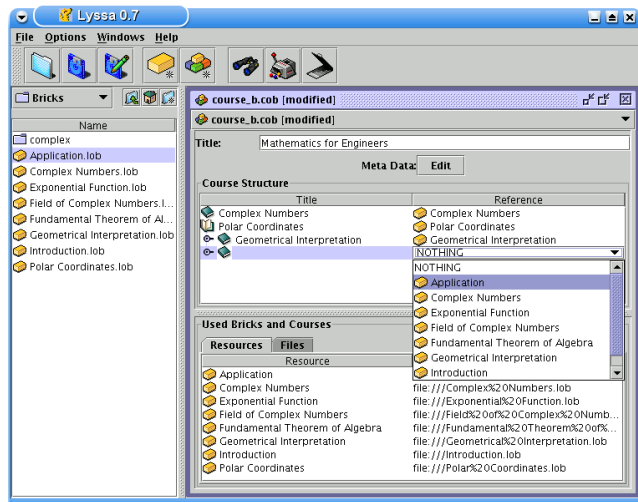 Lyssa 0.7
File Options Windows Help
Bricks
Name
complex
Application.lob
Complex Numbers.lob
Exponential Function.lob
Field of Complex Numbers.l...
Fundamental Theorem of Al...
Geometrical Interpretation.lob
Introduction.lob
Polar Coordinates.lob
course_b.cob [modified]
course_b.cob [modified]
Title: Mathematics for Engineers
Meta Data: Edit
Course Structure
Title Reference
Complex Numbers Complex Numbers
Polar Coordinates Polar Coordinates
Geometrical Interpretation Geometrical Interpretation
NOTHING
NOTHING
Application
Complex Numbers
Exponential Function
Field of Complex Numbers
Fundamental Theorem of Algebra
Geometrical Interpretation
Introduction
Used Bricks and Courses
Resources Files
Resource
Application
Complex Numbers file:///Complex%20Numbers.lob
Exponential Function file:///Exponential%20Function.lob
Field of Complex Numbers file:///Field%20of%20Complex%20Numb...
Fundamental Theorem of Algebra file:///Fundamental%20Theorem%20of%...
Geometrical Interpretation file:///Geometrical%20Interpretation.lob
Introduction file:///Introduction.lob
Polar Coordinates file:///Polar%20Coordinates.lob